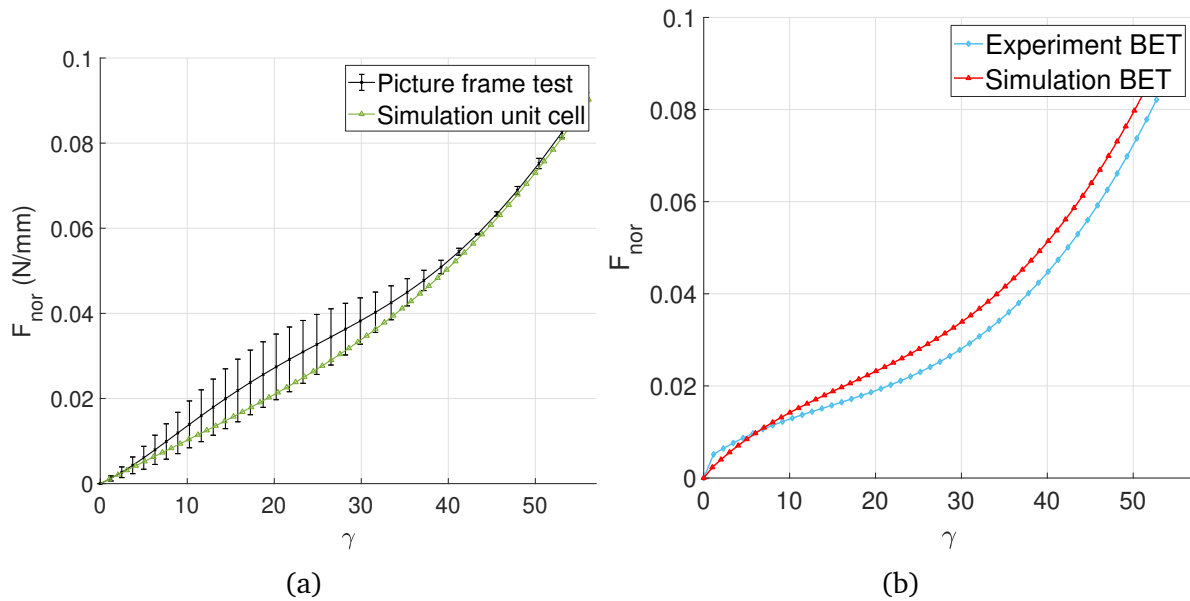 0.1
0.08
0.06
0.04
0.02
0
F_nor (N/mm)
Picture frame test
Simulation unit cell
0 10 20 30 40 50
γ
(a)
0.1
0.08
0.06
0.04
0.02
0
F_nor
Experiment BET
Simulation BET
0 10 20 30 40 50
γ
(b)